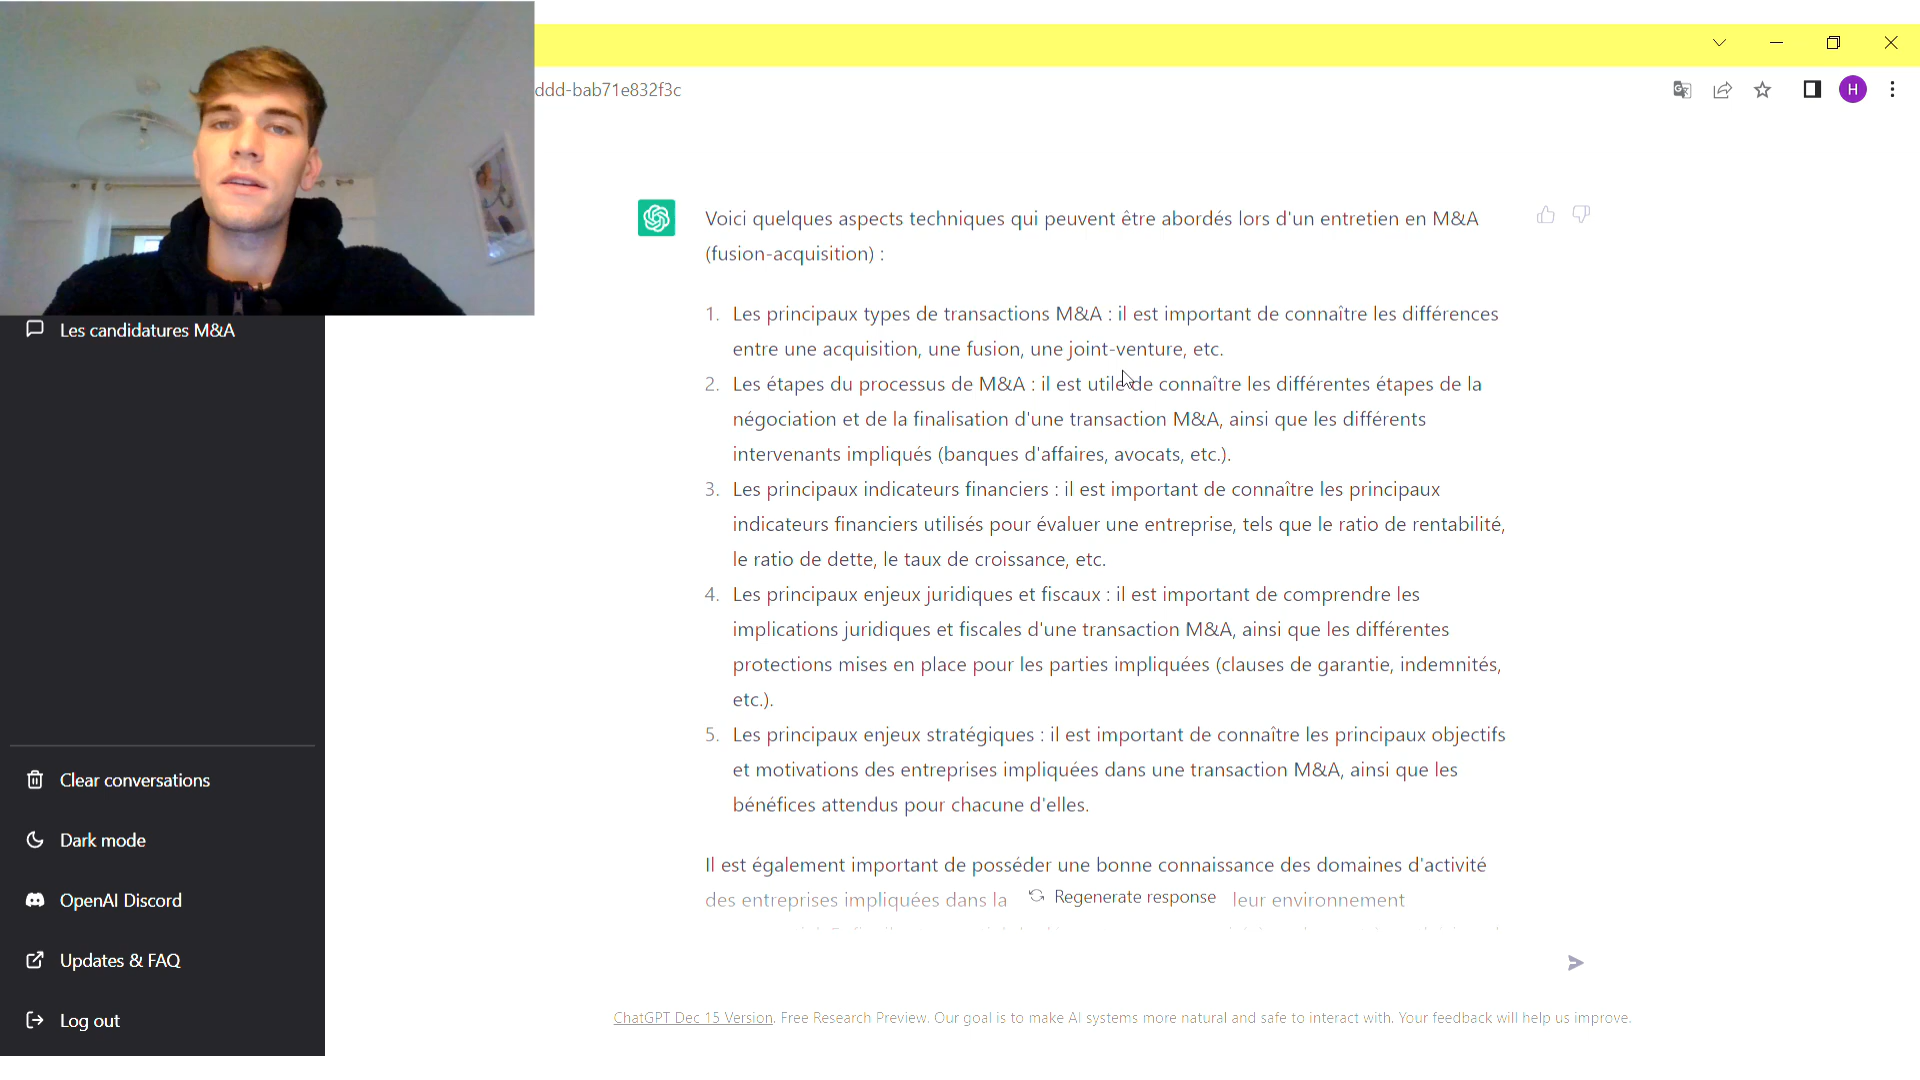 ddd-bab71e832f3c
H
Voici quelques aspects techniques qui peuvent être abordés lors d'un entretien en M&A
(fusion-acquisition) :
1. Les principaux types de transactions M&A : il est important de connaître les différences
entre une acquisition, une fusion, une joint-venture, etc.
2. Les étapes du processus de M&A : il est utile de connaître les différentes étapes de la
négociation et de la finalisation d'une transaction M&A, ainsi que les différents
intervenants impliqués (banques d'affaires, avocats, etc.).
3. Les principaux indicateurs financiers : il est important de connaître les principaux
indicateurs financiers utilisés pour évaluer une entreprise, tels que le ratio de rentabilité,
le ratio de dette, le taux de croissance, etc.
4. Les principaux enjeux juridiques et fiscaux : il est important de comprendre les
implications juridiques et fiscales d'une transaction M&A, ainsi que les différentes
protections mises en place pour les parties impliquées (clauses de garantie, indemnités,
etc.).
5. Les principaux enjeux stratégiques : il est important de connaître les principaux objectifs
et motivations des entreprises impliquées dans une transaction M&A, ainsi que les
bénéfices attendus pour chacune d'elles.
Il est également important de posséder une bonne connaissance des domaines d'activité
des entreprises impliquées dans la
Regenerate response
leur environnement
Les candidatures M&A
Clear conversations
Dark mode
OpenAI Discord
Updates & FAQ
Log out
ChatGPT Dec 15 Version. Free Research Preview. Our goal is to make AI systems more natural and safe to interact with. Your feedback will help us improve.